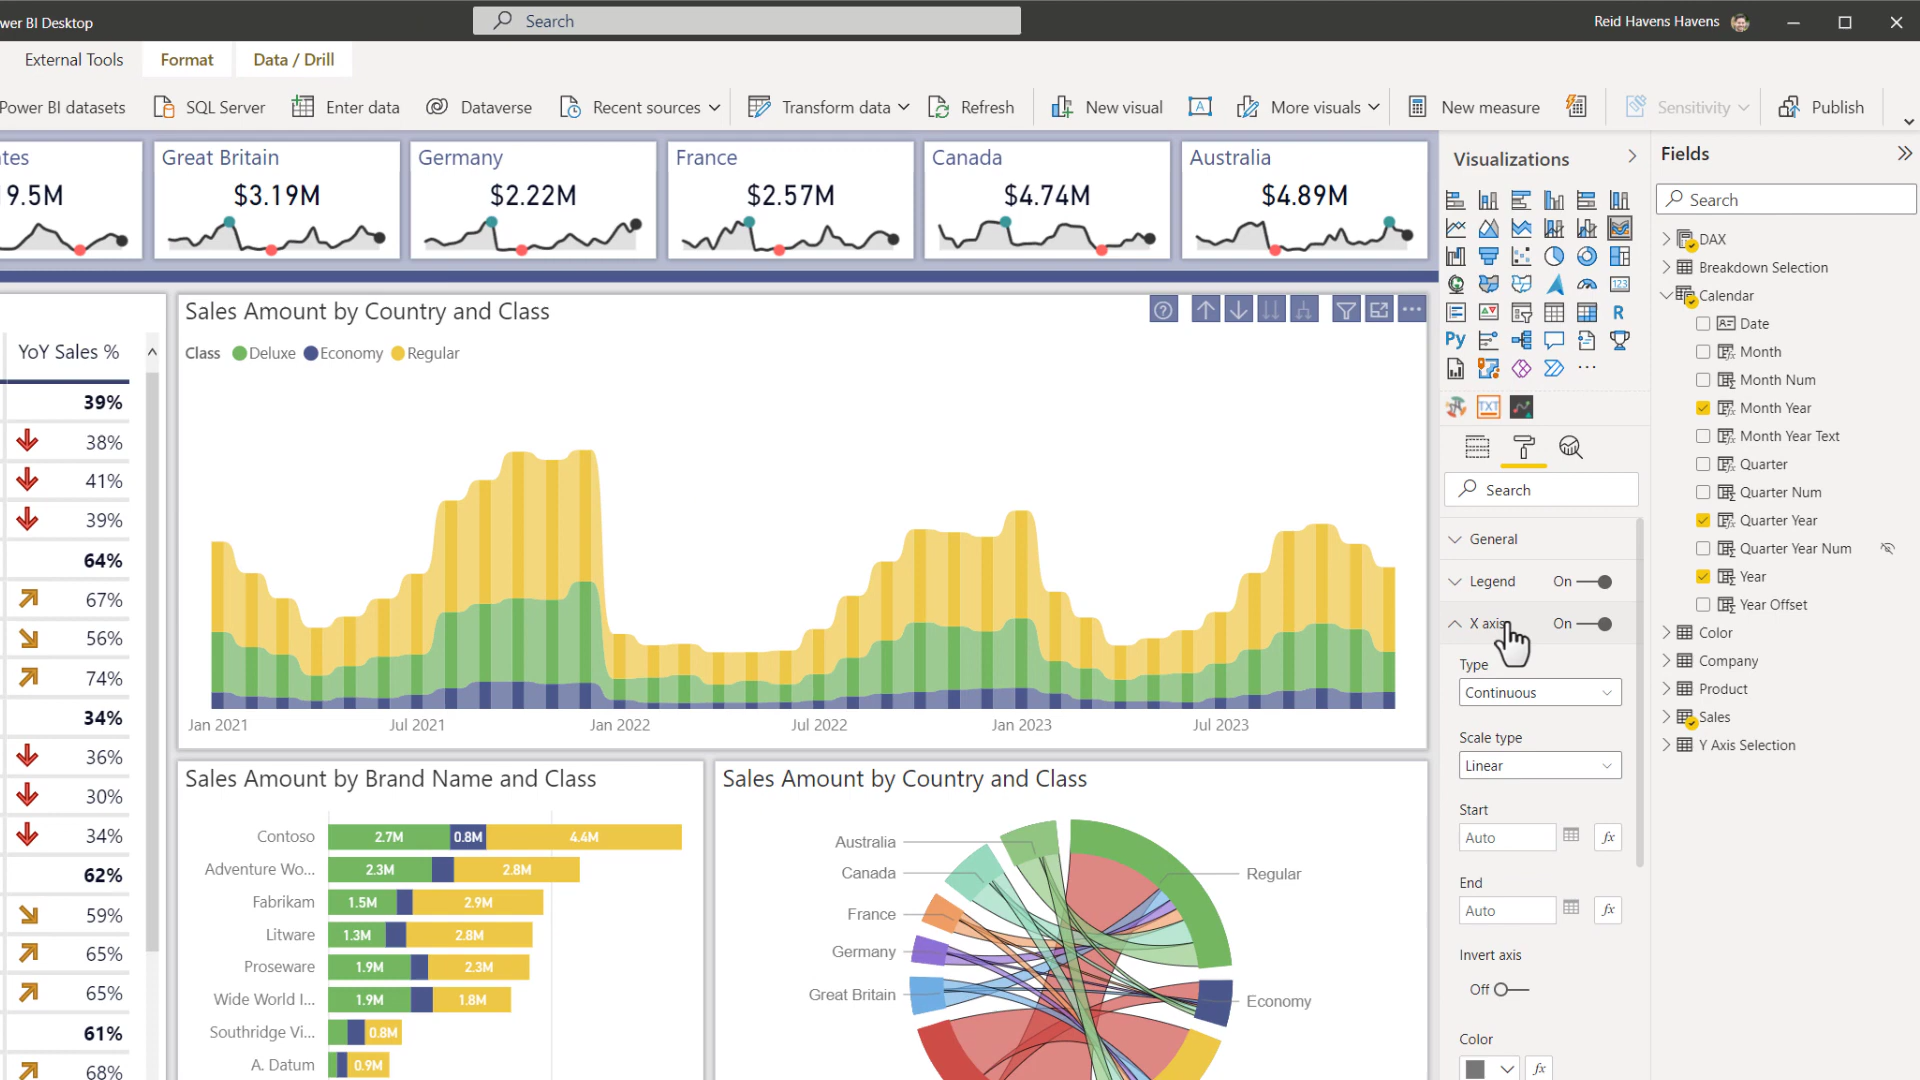 wer BI Desktop
Search
Reid Havens Havens
External Tools
Format
Data / Drill
Power BI datasets
SQL Server
Enter data
Dataverse
Recent sources
Transform data
Refresh
New visual
A
More visuals
New measure
Sensitivity
Publish
tes
9.5M
Great Britain
$3.19M
Germany
$2.22M
France
$2.57M
Canada
$4.74M
Australia
$4.89M
YoY Sales %
39%
38%
41%
39%
64%
67%
56%
74%
34%
36%
30%
34%
62%
59%
65%
65%
61%
68%
Sales Amount by Country and Class
Class Deluxe Economy Regular
Jan 2021 Jul 2021 Jan 2022 Jul 2022 Jan 2023 Jul 2023
Sales Amount by Brand Name and Class
Contoso 2.7M 0.8M 4.4M
Adventure Wo... 2.3M 2.8M
Fabrikam 1.5M 2.9M
Litware 1.3M 2.8M
Proseware 1.9M 2.3M
Wide World I... 1.9M 1.8M
Southridge Vi... 0.8M
A. Datum 0.9M
Sales Amount by Country and Class
Australia
Canada
France
Germany
Great Britain
Regular
Economy
Visualizations
123
R
Py
TXT
Search
General
Legend On
X axis On
Type
Continuous
Scale type
Linear
Start
Auto fx
End
Auto fx
Invert axis
Off
Color
fx
Fields
Search
DAX
Breakdown Selection
Calendar
Date
Month
Month Num
Month Year
Month Year Text
Quarter
Quarter Num
Quarter Year
Quarter Year Num
Year
Year Offset
Color
Company
Product
Sales
Y Axis Selection